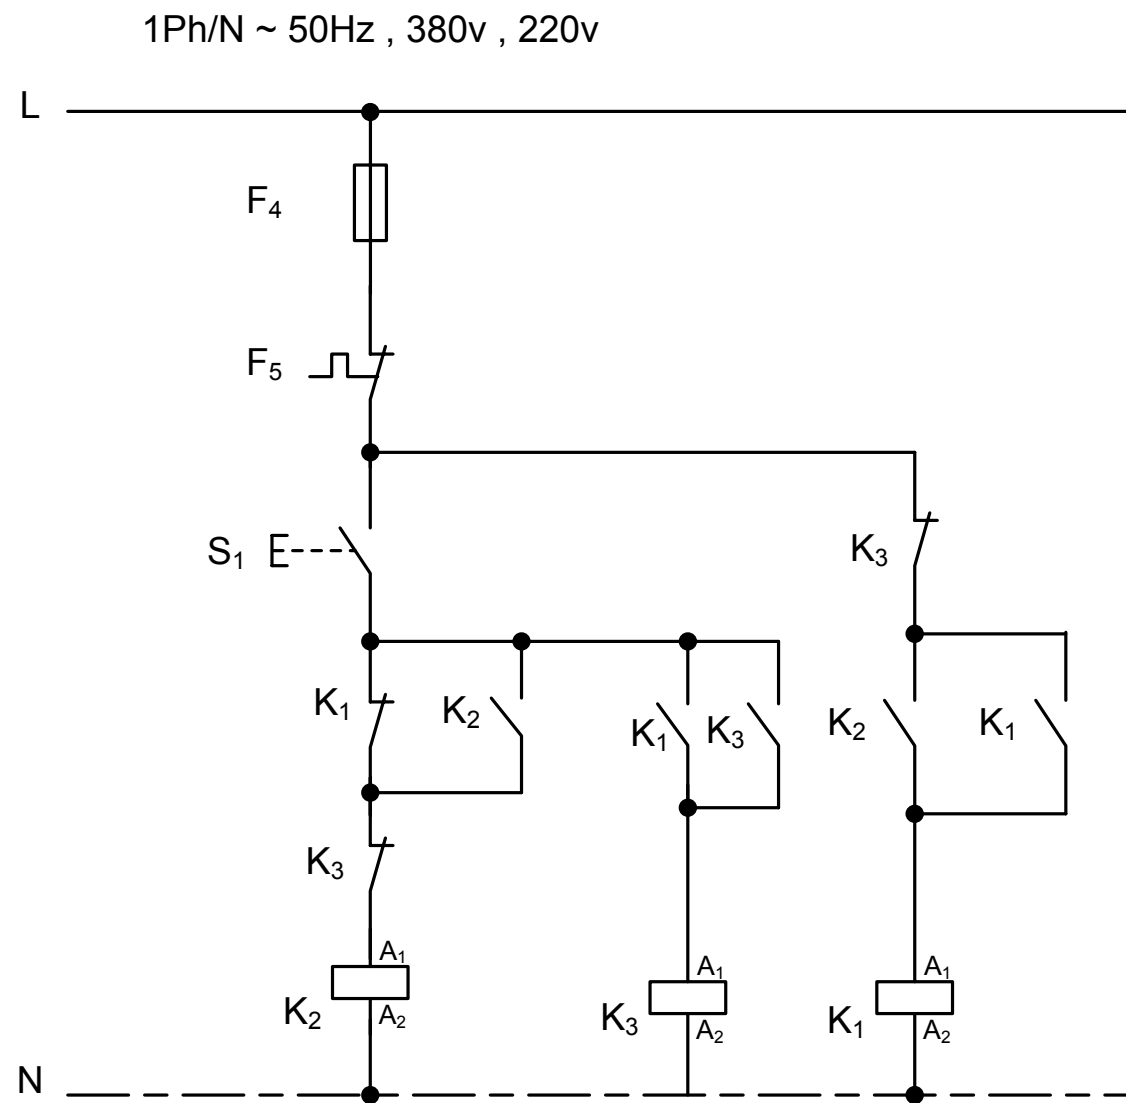 1Ph/N ~ 50Hz , 380v , 220v
L
F₄
F₅
S₁
K₃
K₁
K₂
K₁
K₃
K₂
K₁
K₃
A₁
A₁
A₁
K₂
A₂
K₃
A₂
K₁
A₂
N